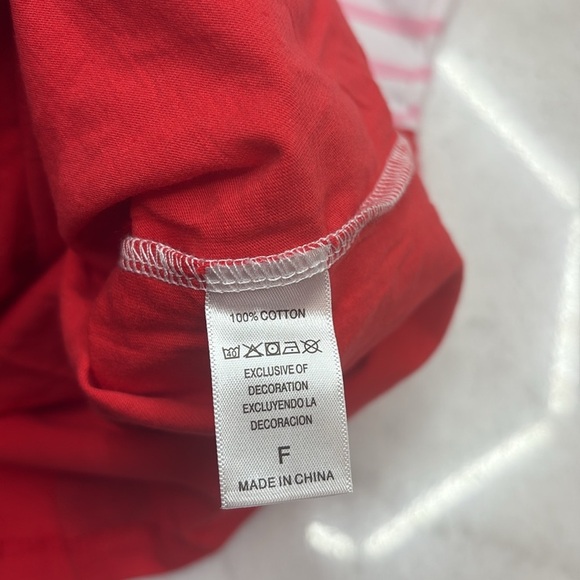 100% COTTON
EXCLUSIVE OF
DECORATION
EXCLUYENDO LA
DECORACION
F
MADE IN CHINA